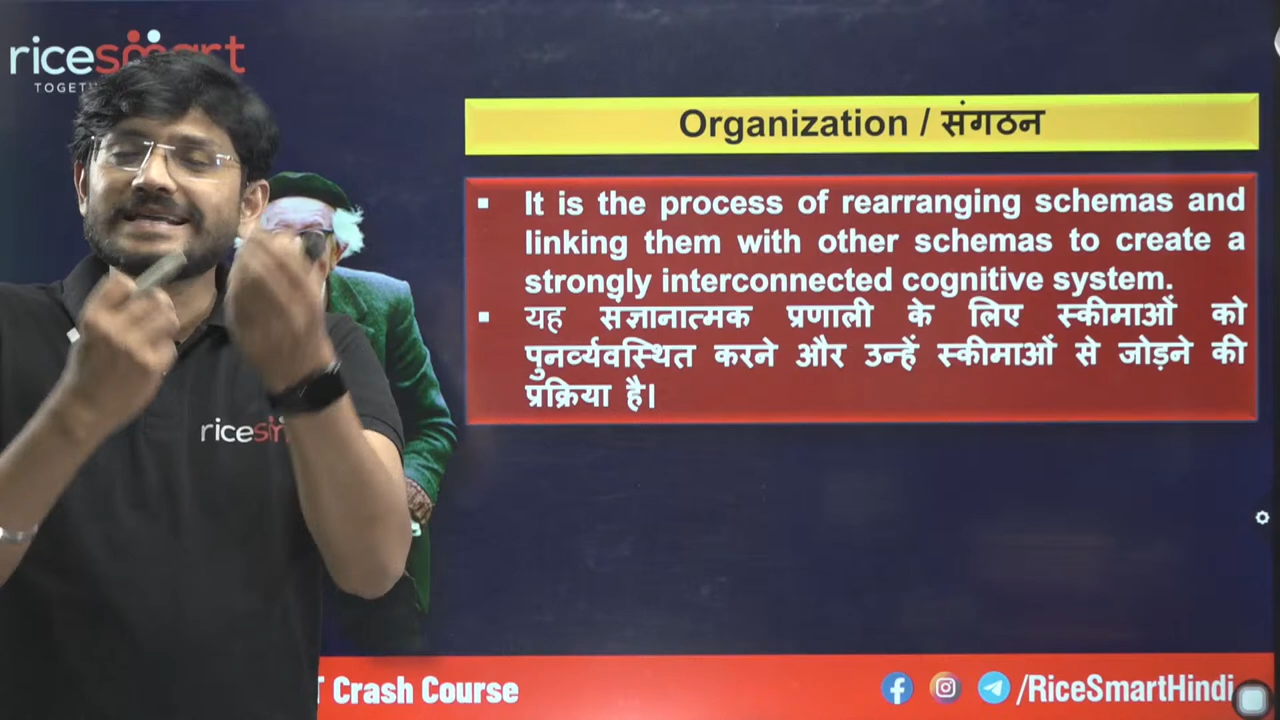 ricesmart
TOGETH
Organization / संगठन
▪ It is the process of rearranging schemas and
linking them with other schemas to create a
strongly interconnected cognitive system.
▪ यह संज्ञानात्मक प्रणाली के लिए स्कीमाओं को
पुनर्व्यवस्थित करने और उन्हें स्कीमाओं से जोड़ने की
प्रक्रिया है।
ricesm
T Crash Course
/RiceSmartHindi